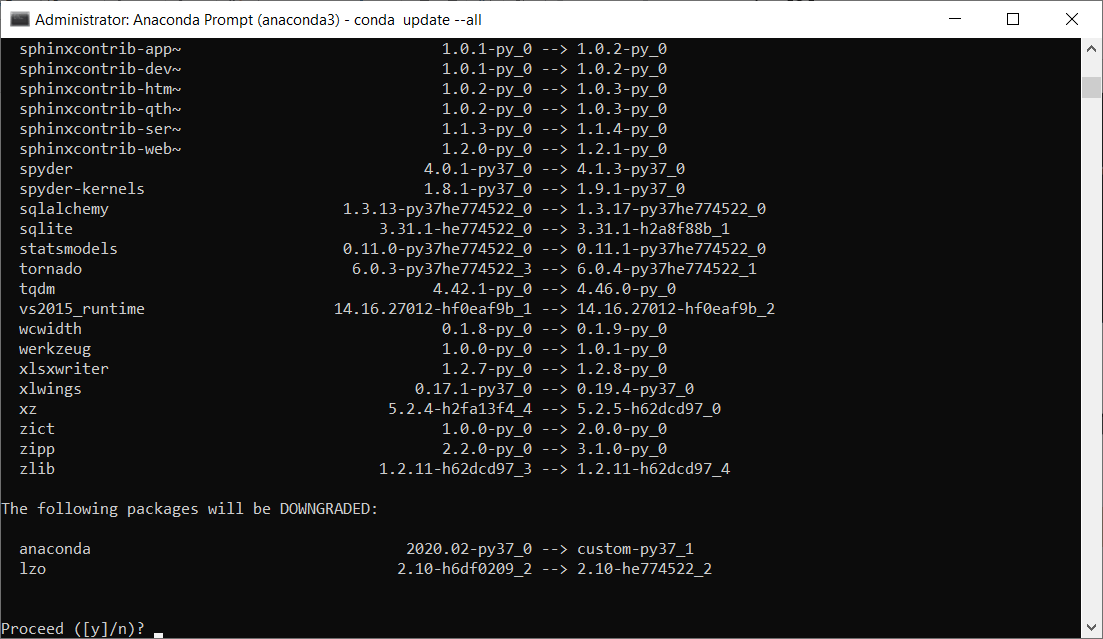 Administrator: Anaconda Prompt (anaconda3) - conda  update --all
sphinxcontrib-app~ 1.0.1-py_0 --> 1.0.2-py_0
sphinxcontrib-dev~ 1.0.1-py_0 --> 1.0.2-py_0
sphinxcontrib-htm~ 1.0.2-py_0 --> 1.0.3-py_0
sphinxcontrib-qth~ 1.0.2-py_0 --> 1.0.3-py_0
sphinxcontrib-ser~ 1.1.3-py_0 --> 1.1.4-py_0
sphinxcontrib-web~ 1.2.0-py_0 --> 1.2.1-py_0
spyder 4.0.1-py37_0 --> 4.1.3-py37_0
spyder-kernels 1.8.1-py37_0 --> 1.9.1-py37_0
sqlalchemy 1.3.13-py37he774522_0 --> 1.3.17-py37he774522_0
sqlite 3.31.1-he774522_0 --> 3.31.1-h2a8f88b_1
statsmodels 0.11.0-py37he774522_0 --> 0.11.1-py37he774522_0
tornado 6.0.3-py37he774522_3 --> 6.0.4-py37he774522_1
tqdm 4.42.1-py_0 --> 4.46.0-py_0
vs2015_runtime 14.16.27012-hf0eaf9b_1 --> 14.16.27012-hf0eaf9b_2
wcwidth 0.1.8-py_0 --> 0.1.9-py_0
werkzeug 1.0.0-py_0 --> 1.0.1-py_0
xlsxwriter 1.2.7-py_0 --> 1.2.8-py_0
xlwings 0.17.1-py37_0 --> 0.19.4-py37_0
xz 5.2.4-h2fa13f4_4 --> 5.2.5-h62dcd97_0
zict 1.0.0-py_0 --> 2.0.0-py_0
zipp 2.2.0-py_0 --> 3.1.0-py_0
zlib 1.2.11-h62dcd97_3 --> 1.2.11-h62dcd97_4
The following packages will be DOWNGRADED:
anaconda 2020.02-py37_0 --> custom-py37_1
lzo 2.10-h6df0209_2 --> 2.10-he774522_2
Proceed ([y]/n)?